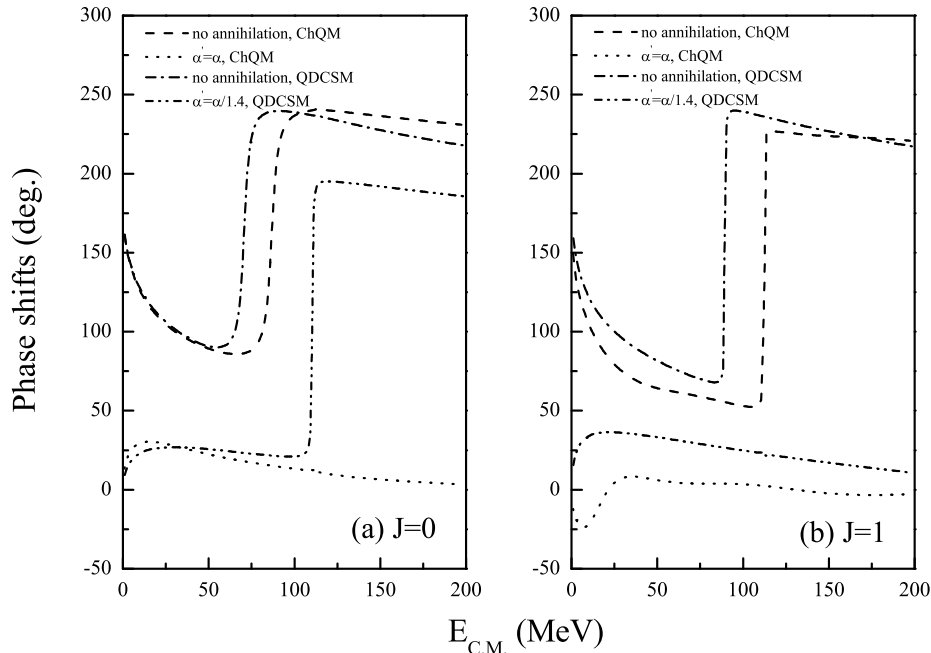 Phase shifts (deg.)
300
250
200
150
100
50
0
-50
no annihilation, ChQM
α'=α, ChQM
no annihilation, QDCSM
α'=α/1.4, QDCSM
(a) J=0
0
50
100
150
200
300
250
200
150
100
50
0
-50
no annihilation, ChQM
α'=α, ChQM
no annihilation, QDCSM
α'=α/1.4, QDCSM
(b) J=1
0
50
100
150
200
E_C.M. (MeV)